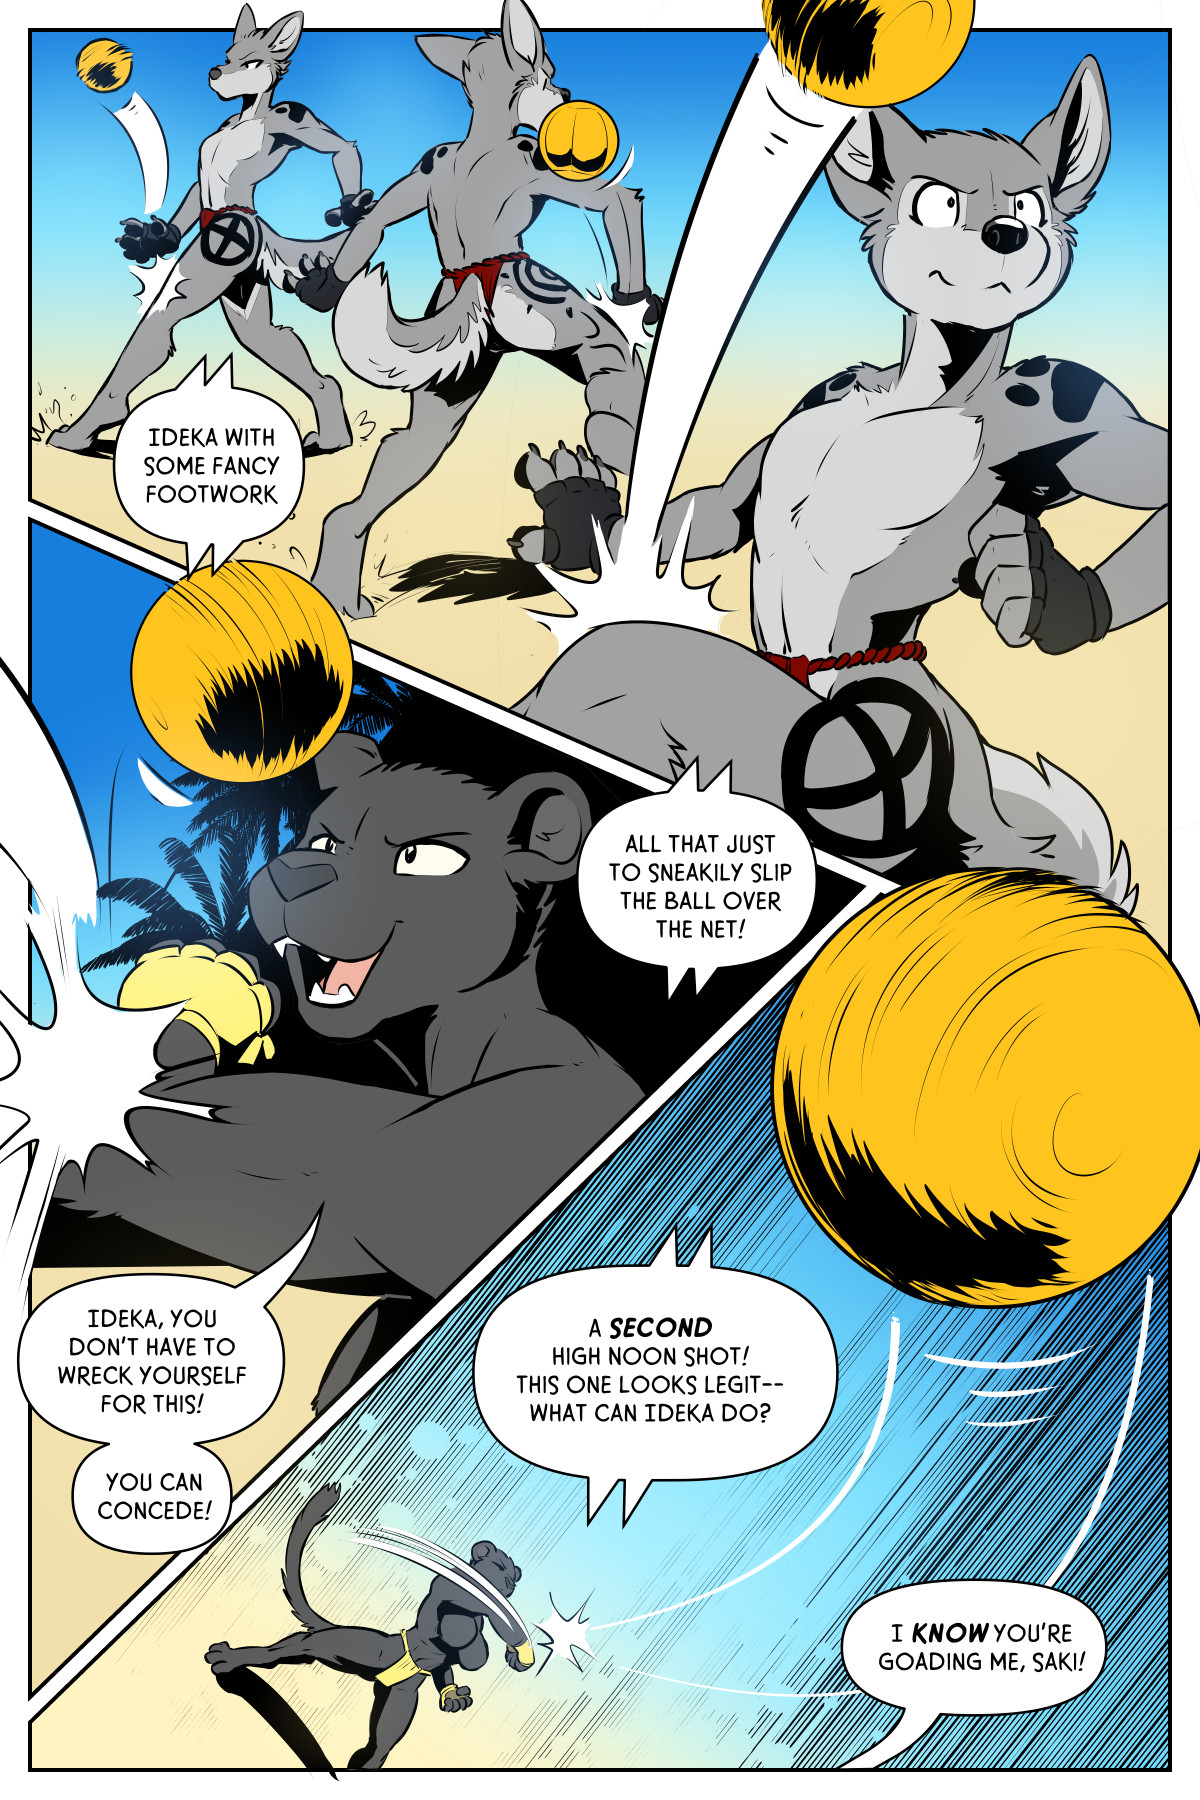 IDEKA WITH
SOME FANCY
FOOTWORK
ALL THAT JUST
TO SNEAKILY SLIP
THE BALL OVER
THE NET!
IDEKA, YOU
DON'T HAVE TO
WRECK YOURSELF
FOR THIS!
YOU CAN
CONCEDE!
A SECOND
HIGH NOON SHOT!
THIS ONE LOOKS LEGIT--
WHAT CAN IDEKA DO?
I KNOW YOU'RE
GOADING ME, SAKI!